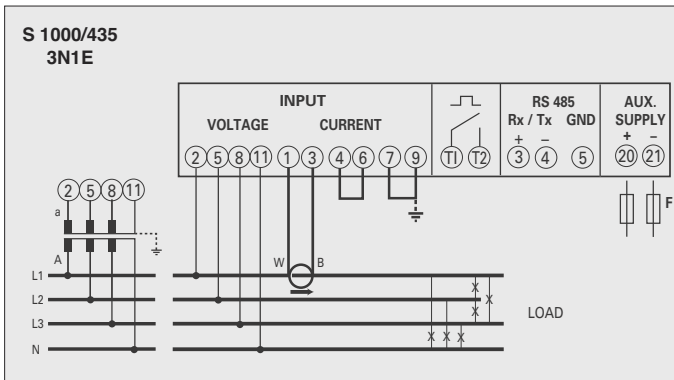 S 1000/435
3N1E
INPUT
VOLTAGE CURRENT
2 5 8 11 1 3 4 6 7 9
T1 T2
RS 485
Rx / Tx GND
+ –
3 4 5
AUX.
SUPPLY
+ –
20 21
F
2 5 8 11
a
A
W B
L1
L2
L3
N
X
X X
X
X X X
LOAD